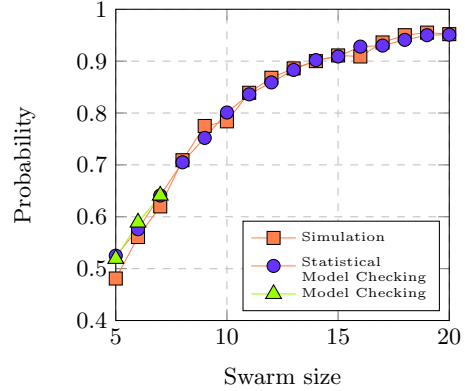 1
0.9
0.8
0.7
0.6
0.5
0.4
Probability
5
10
15
20
Swarm size
Simulation
Statistical
Model Checking
Model Checking